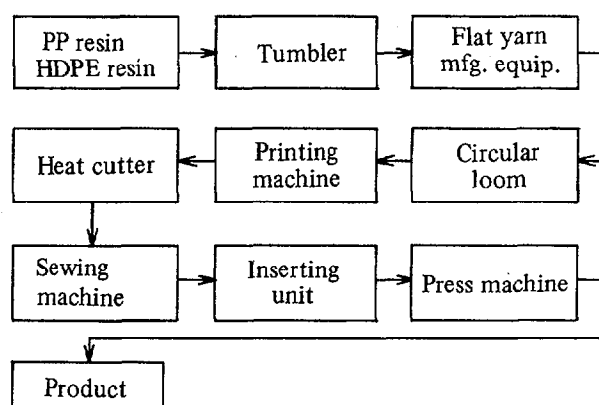 PP resin
HDPE resin
Tumbler
Flat yarn
mfg. equip.
Circular
loom
Printing
machine
Heat cutter
Sewing
machine
Inserting
unit
Press machine
Product